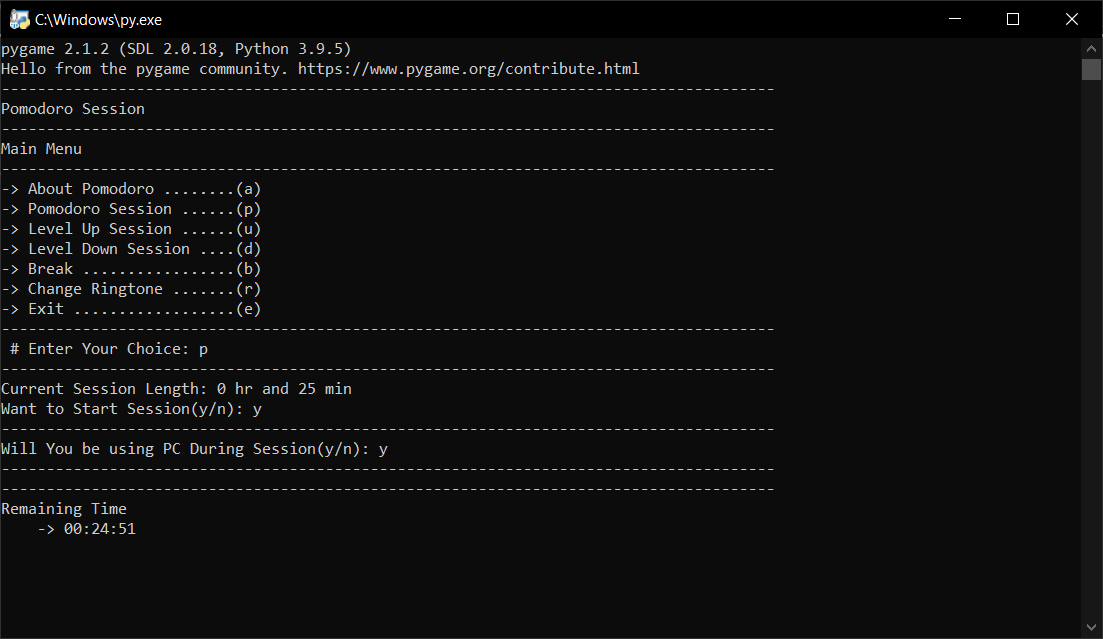 C:\Windows\py.exe
pygame 2.1.2 (SDL 2.0.18, Python 3.9.5)
Hello from the pygame community. https://www.pygame.org/contribute.html
--------------------------------------------------------------------------------------
Pomodoro Session
--------------------------------------------------------------------------------------
Main Menu
--------------------------------------------------------------------------------------
-> About Pomodoro ........(a)
-> Pomodoro Session ......(p)
-> Level Up Session ......(u)
-> Level Down Session ....(d)
-> Break .................(b)
-> Change Ringtone .......(r)
-> Exit ..................(e)
--------------------------------------------------------------------------------------
 # Enter Your Choice: p
--------------------------------------------------------------------------------------
Current Session Length: 0 hr and 25 min
Want to Start Session(y/n): y
--------------------------------------------------------------------------------------
Will You be using PC During Session(y/n): y
--------------------------------------------------------------------------------------
--------------------------------------------------------------------------------------
Remaining Time
    -> 00:24:51